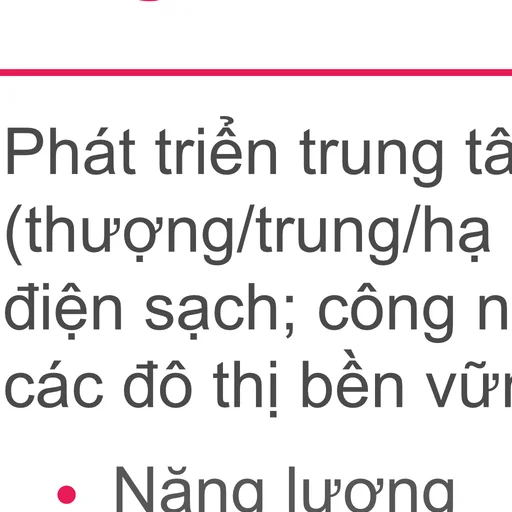 Phát triển trung tâ
(thượng/trung/hạ
điện sạch; công n
các đô thị bền vữn
Năng lượng